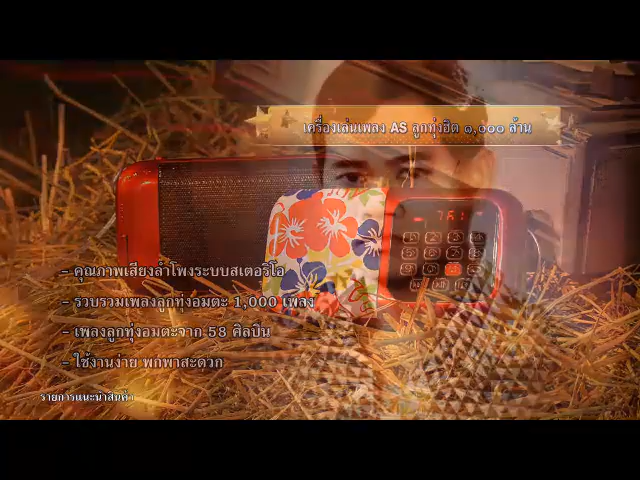 เครื่องเล่นเพลง AS ลูกทุ่งฮิต ๑,๐๐๐ ล้าน
761
- คุณภาพเสียงลำโพงระบบสเตอริโอ
- รวบรวมเพลงลูกทุ่งอมตะ 1,000 เพลง
- เพลงลูกทุ่งอมตะจาก 58 ศิลปิน
- ใช้งานง่าย พกพาสะดวก
รายการแนะนำสินค้า